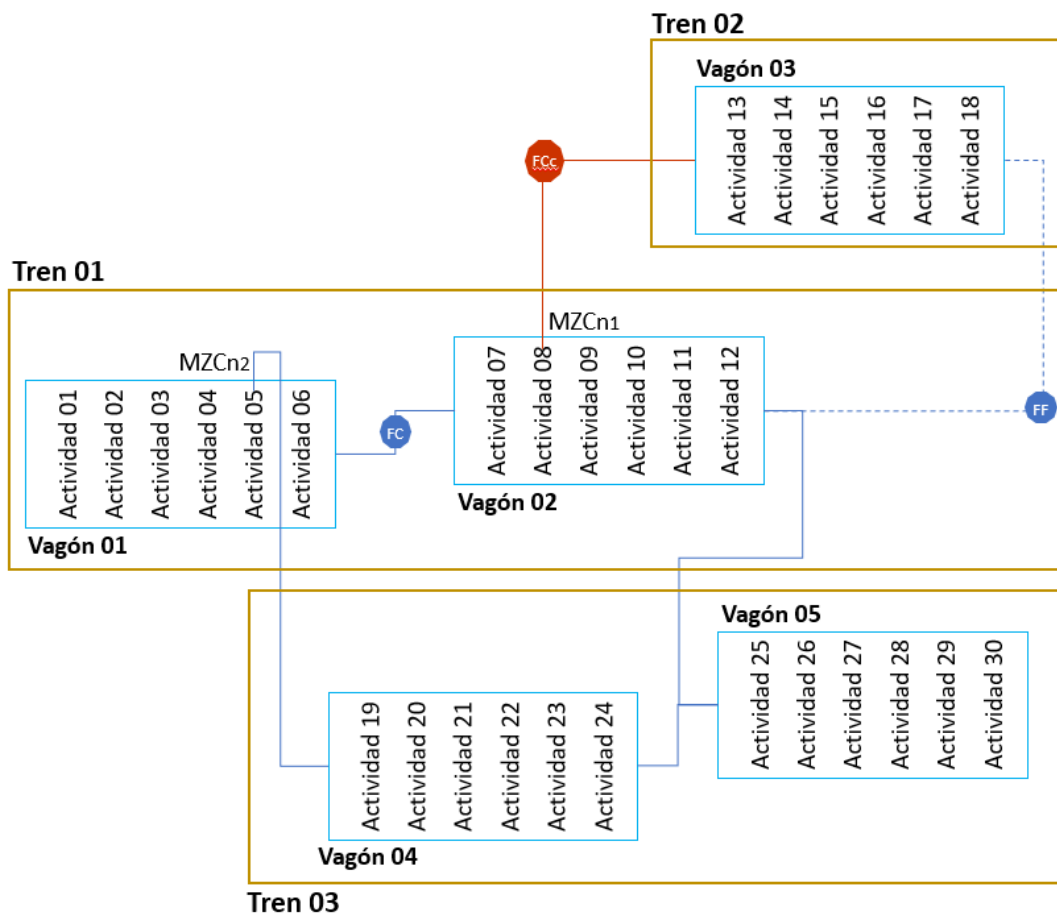 Tren 02
Vagón 03
Actividad 13
Actividad 14
Actividad 15
Actividad 16
Actividad 17
Actividad 18
FCc
Tren 01
MZCn1
MZCn2
Actividad 01
Actividad 02
Actividad 03
Actividad 04
Actividad 05
Actividad 06
Vagón 01
FC
Actividad 07
Actividad 08
Actividad 09
Actividad 10
Actividad 11
Actividad 12
Vagón 02
FF
Vagón 05
Actividad 25
Actividad 26
Actividad 27
Actividad 28
Actividad 29
Actividad 30
Actividad 19
Actividad 20
Actividad 21
Actividad 22
Actividad 23
Actividad 24
Vagón 04
Tren 03